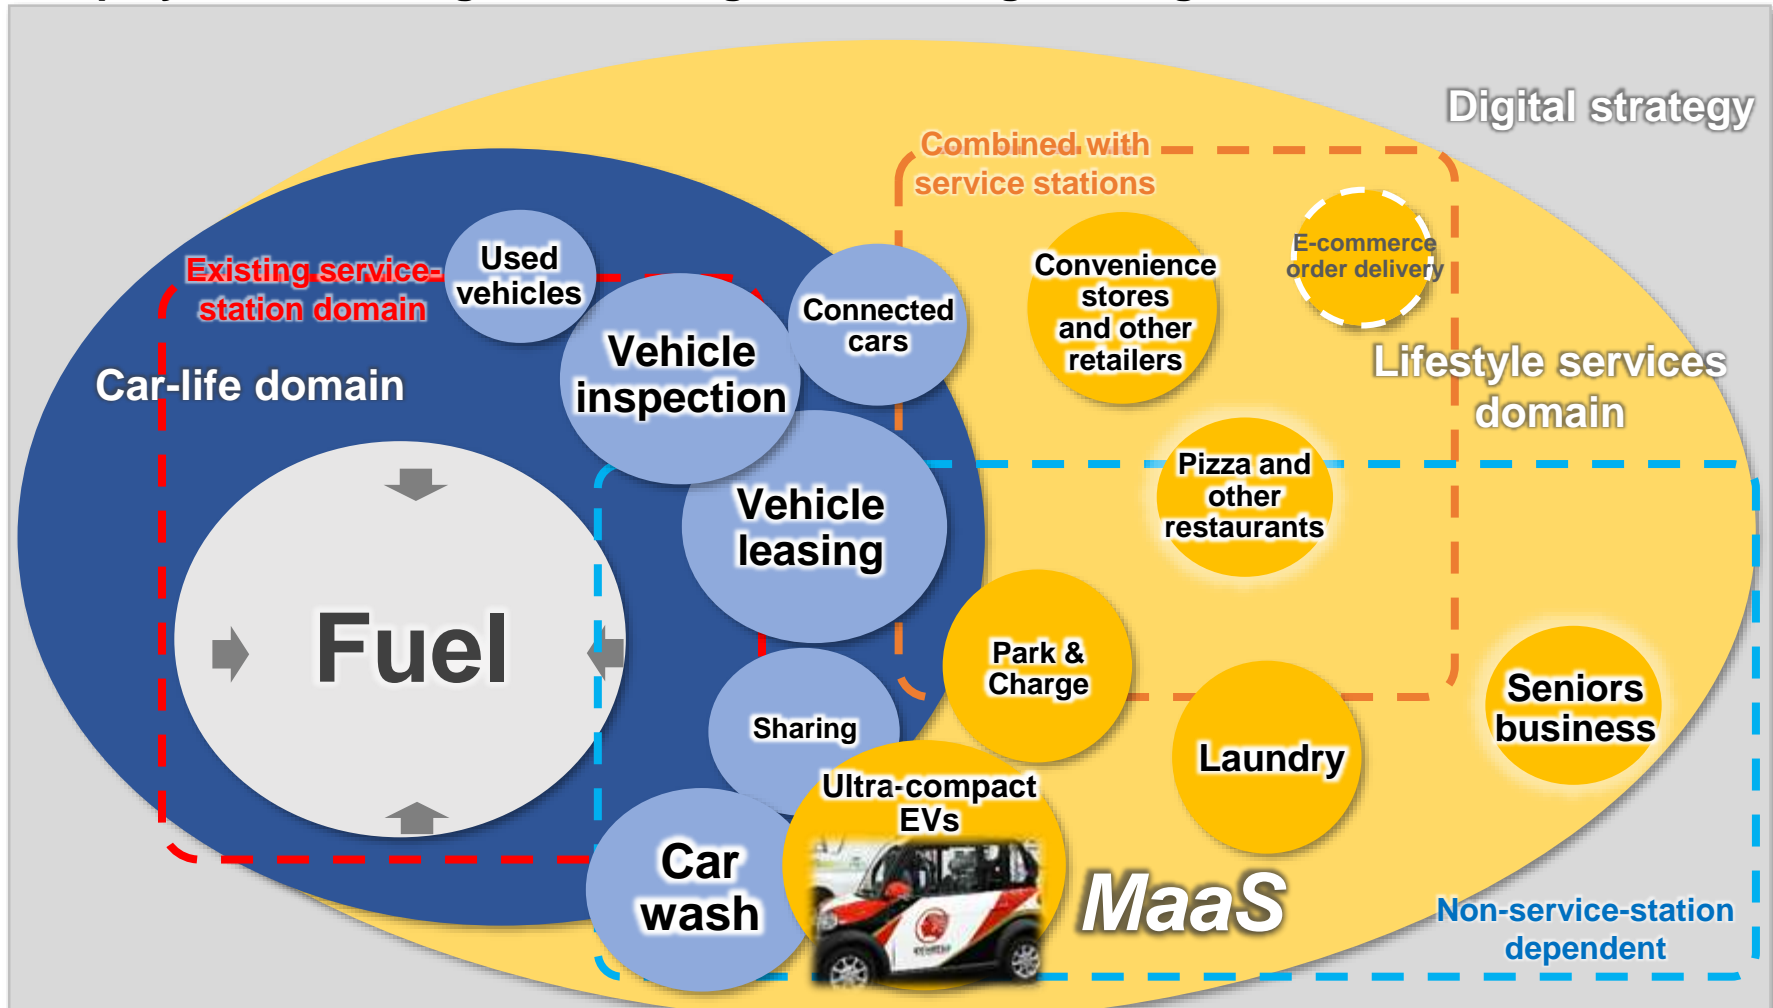 Digital strategy
Combined with
service stations
Used
vehicles
Existing service-
station domain
Connected
cars
Convenience
stores
and other
retailers
E-commerce
order delivery
Vehicle
inspection
Car-life domain
Lifestyle services
domain
Pizza and
other
restaurants
Vehicle
leasing
Fuel
Park &
Charge
Sharing
Seniors
business
Laundry
Ultra-compact
EVs
Car
wash
MaaS
Non-service-station
dependent